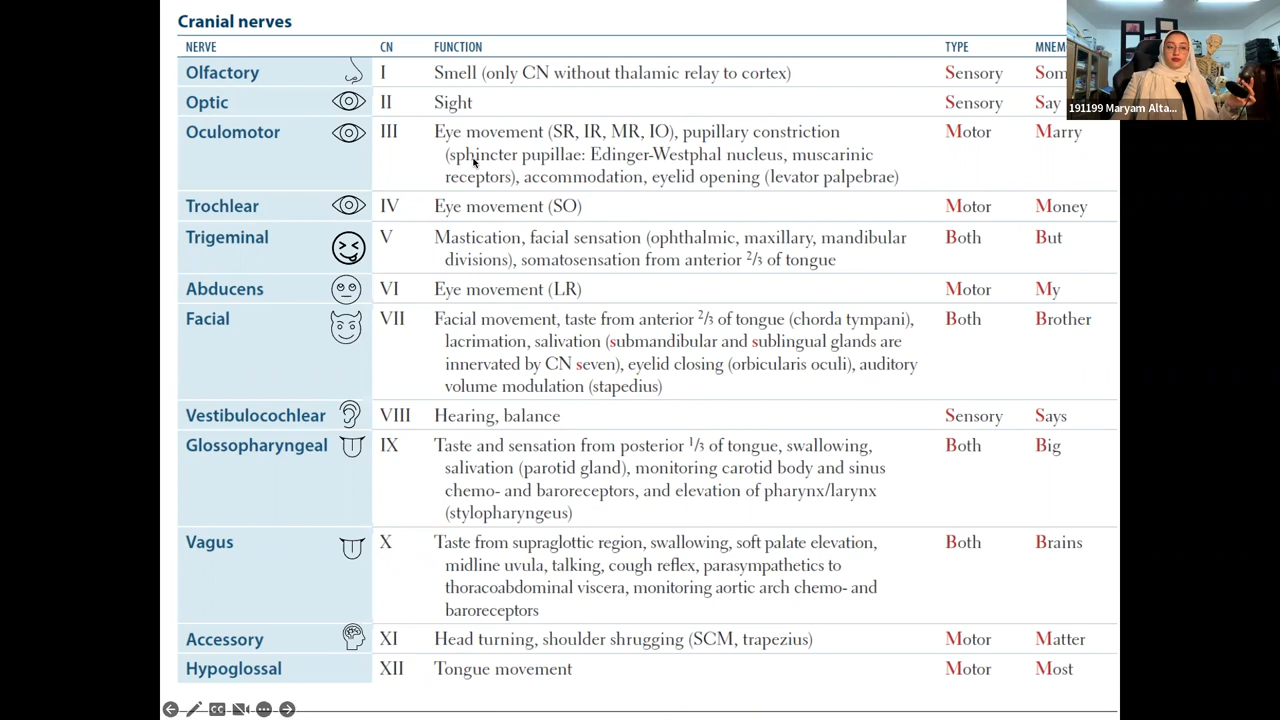 Cranial nerves
NERVE CN FUNCTION TYPE
Olfactory I Smell (only CN without thalamic relay to cortex) Sensory
Optic II Sight Sensory Say
Oculomotor III Eye movement (SR, IR, MR, IO), pupillary constriction Motor Marry
(sphincter pupillae: Edinger-Westphal nucleus, muscarinic
receptors), accommodation, eyelid opening (levator palpebrae)
Trochlear IV Eye movement (SO) Motor Money
Trigeminal V Mastication, facial sensation (ophthalmic, maxillary, mandibular Both But
divisions), somatosensation from anterior 2/3 of tongue
Abducens VI Eye movement (LR) Motor My
Facial VII Facial movement, taste from anterior 2/3 of tongue (chorda tympani), Both Brother
lacrimation, salivation (submandibular and sublingual glands are
innervated by CN seven), eyelid closing (orbicularis oculi), auditory
volume modulation (stapedius)
Vestibulocochlear VIII Hearing, balance Sensory Says
Glossopharyngeal IX Taste and sensation from posterior 1/3 of tongue, swallowing, Both Big
salivation (parotid gland), monitoring carotid body and sinus
chemo- and baroreceptors, and elevation of pharynx/larynx
(stylopharyngeus)
Vagus X Taste from supraglottic region, swallowing, soft palate elevation, Both Brains
midline uvula, talking, cough reflex, parasympathetics to
thoracoabdominal viscera, monitoring aortic arch chemo- and
baroreceptors
Accessory XI Head turning, shoulder shrugging (SCM, trapezius) Motor Matter
Hypoglossal XII Tongue movement Motor Most
191199 Maryam Alta...
CC